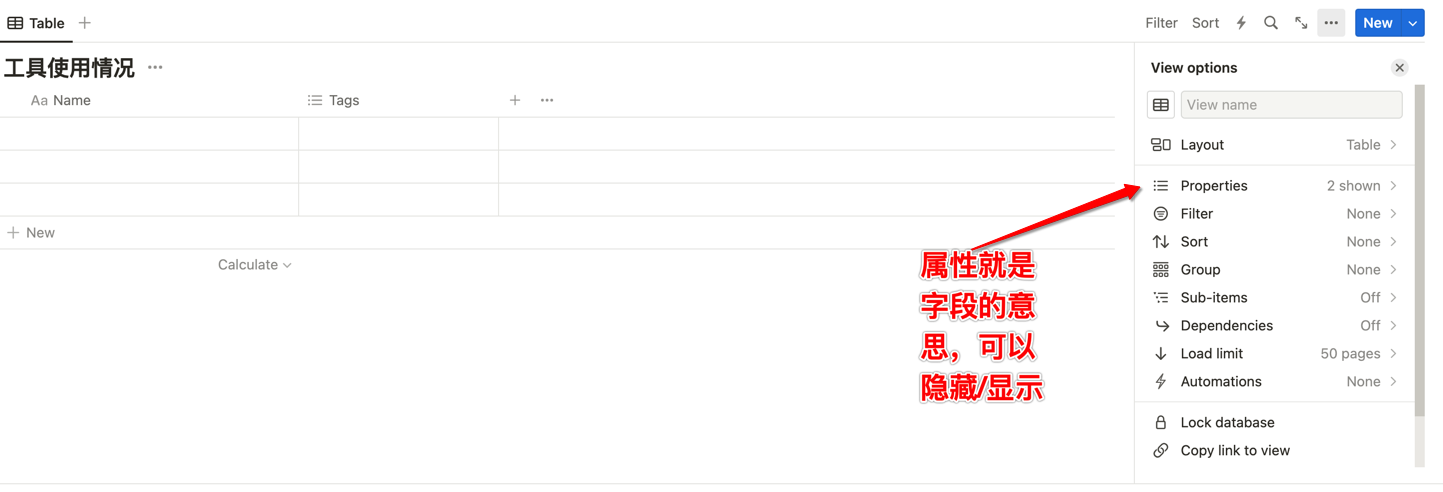 Table
Filter Sort New
工具使用情况
View options
Aa Name Tags
View name
Layout Table
Properties 2 shown
Filter None
Sort None
Group None
Sub-items Off
Dependencies Off
Load limit 50 pages
Automations None
Lock database
Copy link to view
New
Calculate
属性就是
字段的意
思，可以
隐藏/显示